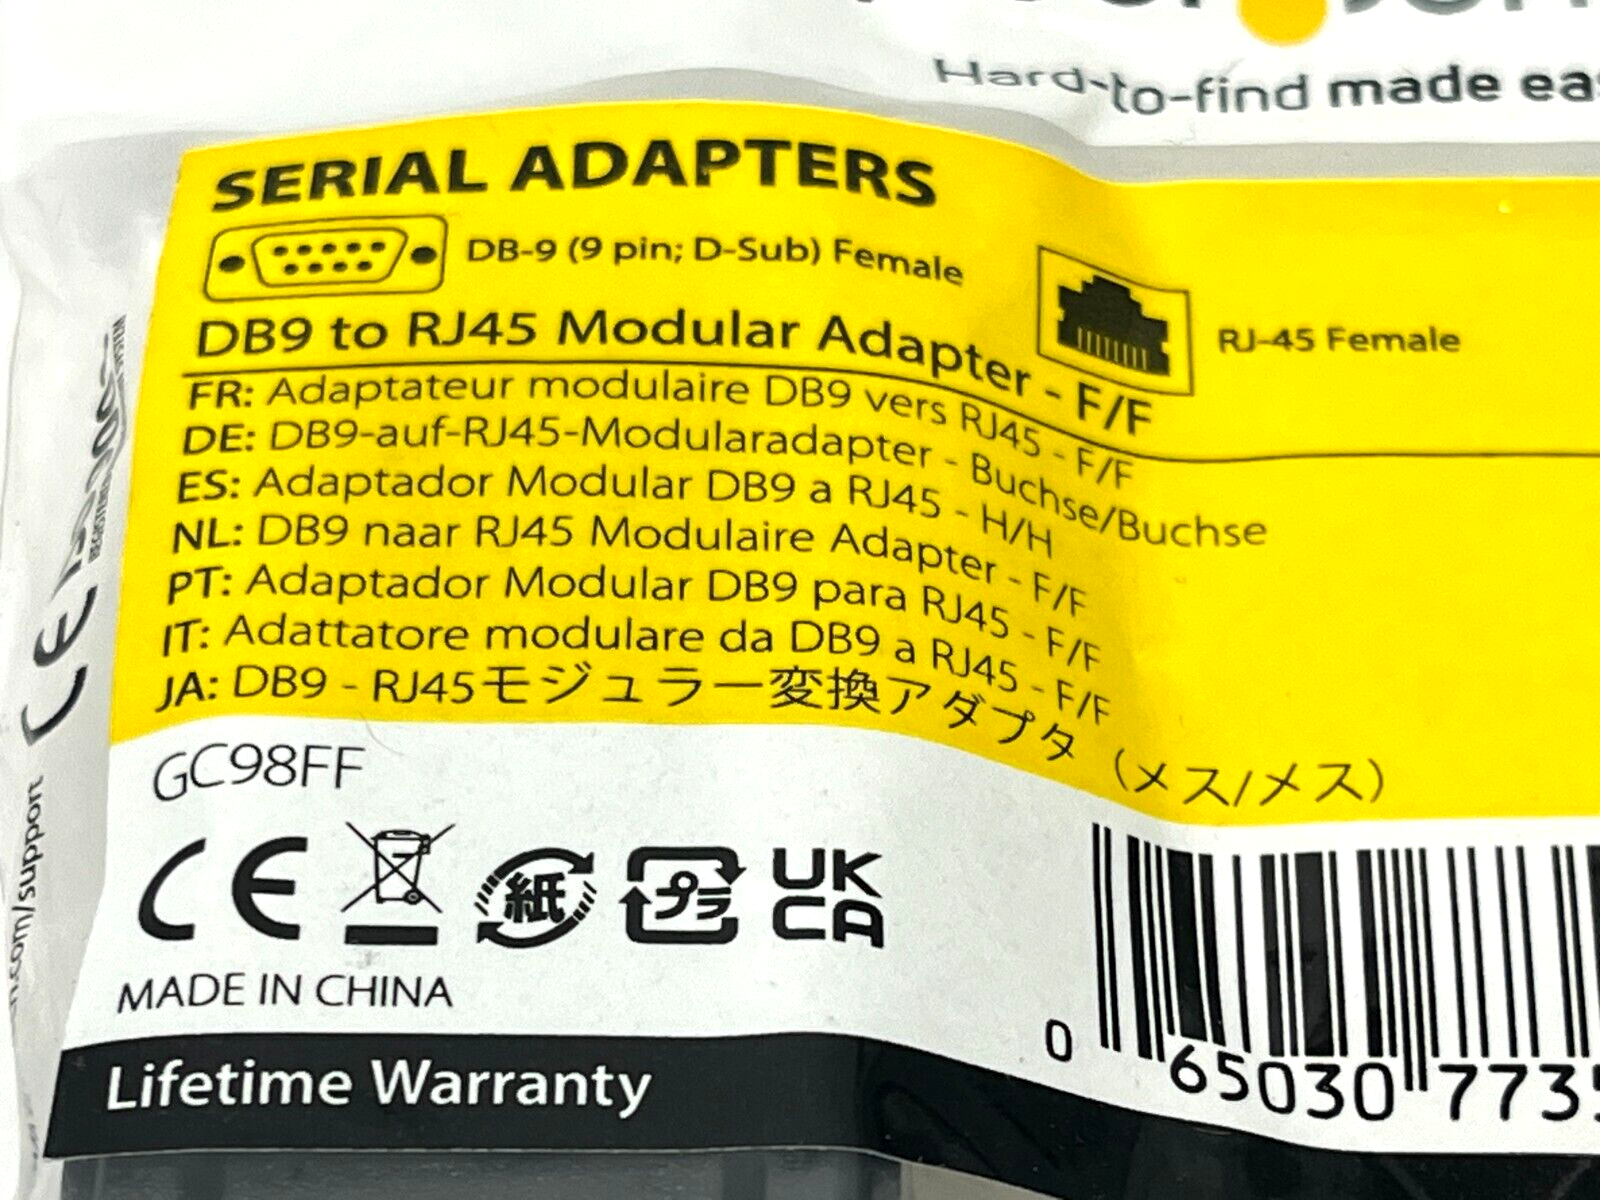 Hard-to-find made eas
SERIAL ADAPTERS
DB-9 (9 pin; D-Sub) Female
RJ-45 Female
DB9 to RJ45 Modular Adapter - F/F
FR: Adaptateur modulaire DB9 vers RJ45 - F/F
DE: DB9-auf-RJ45-Modularadapter - Buchse/Buchse
ES: Adaptador Modular DB9 a RJ45 - H/H
NL: DB9 naar RJ45 Modulaire Adapter - F/F
PT: Adaptador Modular DB9 para RJ45 - F/F
IT: Adattatore modulare da DB9 a RJ45 - F/F
JA: DB9 - RJ45モジュラー変換アダプタ（メス/メス）
GC98FF
CE 紙 プラ UK CA
MADE IN CHINA
0 65030 7735
Lifetime Warranty
CE
.com/support